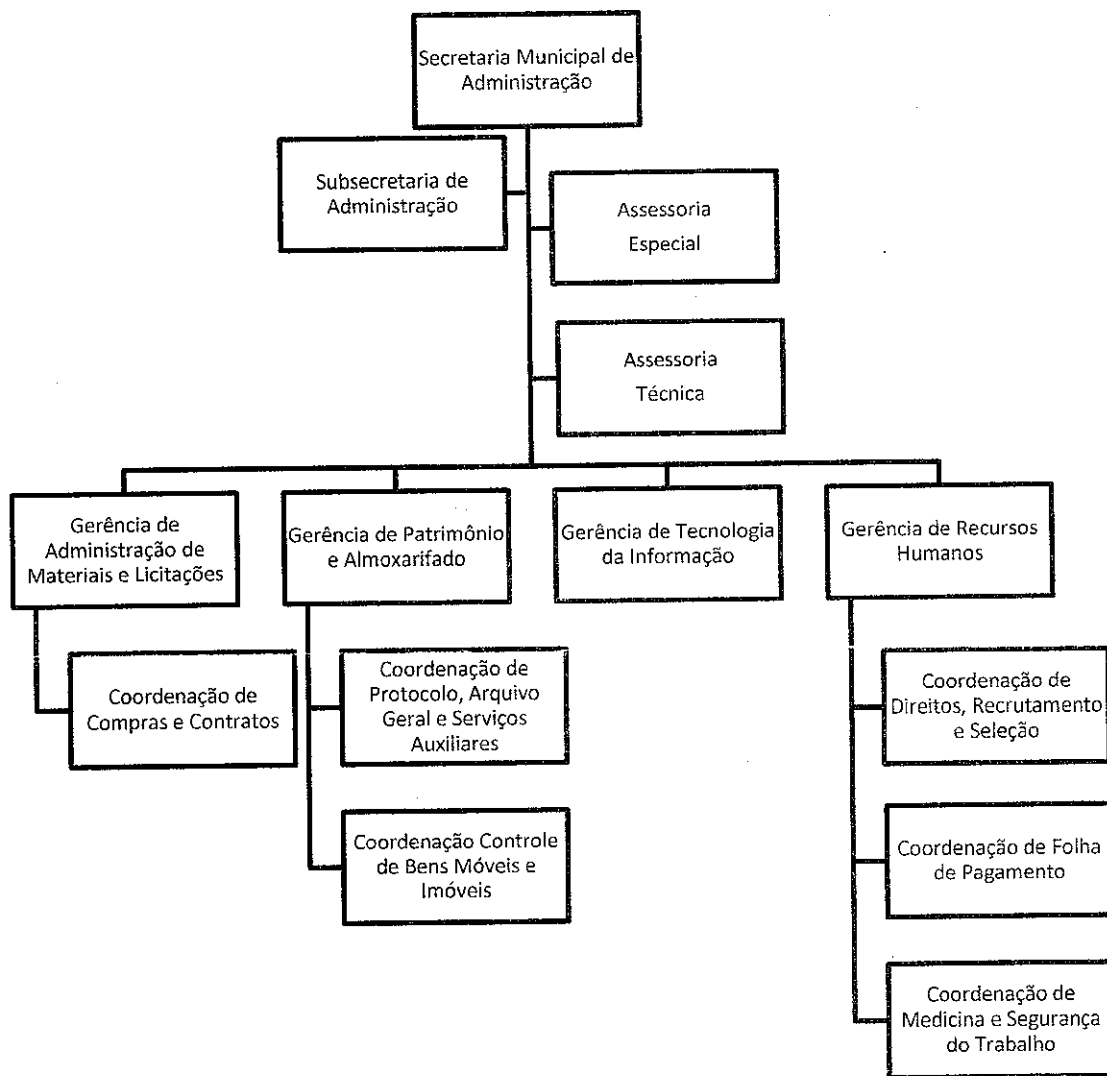 Secretaria Municipal de
Administração
Subsecretaria de
Administração
Assessoria
Especial
Assessoria
Técnica
Gerência de
Administração de
Materiais e Licitações
Gerência de Patrimônio
e Almoxarifado
Gerência de Tecnologia
da Informação
Gerência de Recursos
Humanos
Coordenação de
Compras e Contratos
Coordenação de
Protocolo, Arquivo
Geral e Serviços
Auxiliares
Coordenação Controle
de Bens Móveis e
Imóveis
Coordenação de
Direitos, Recrutamento
e Seleção
Coordenação de Folha
de Pagamento
Coordenação de
Medicina e Segurança
do Trabalho